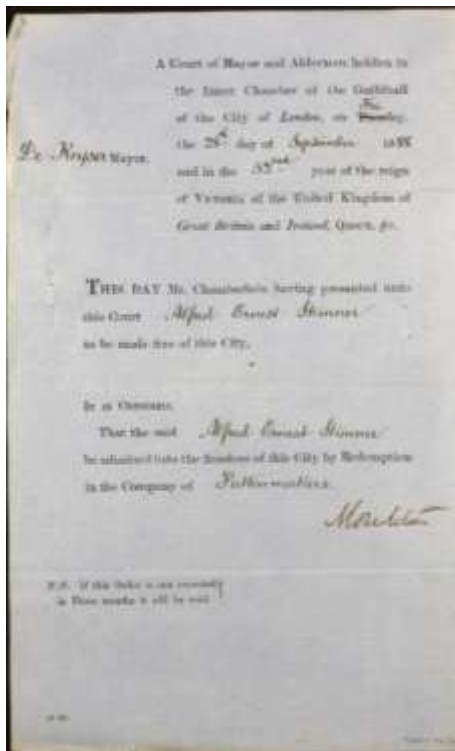 A Court of Mayor and Aldermen holden in
the Inner Chamber of the Guildhall
of the City of London, on Friday,
the 28th day of September 1888
De Keyser Mayor.
and in the 52nd year of the reign
of Victoria of the United Kingdom of
Great Britain and Ireland, Queen, &c.
THIS DAY Mr. Chamberlain having presented unto
this Court Alfred Ernest
to be made free of this City,
It is Ordered,
That the said Alfred Ernest
be admitted into the freedom of this City by Redemption
in the Company of Pattenmakers.
N.B. If this Order is not executed
in Three months it will be void